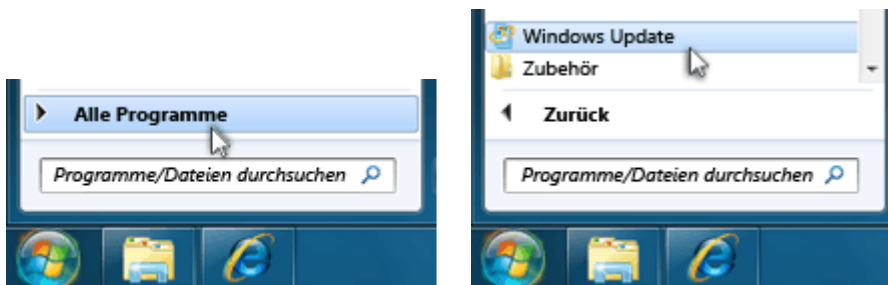 Alle Programme
Programme/Dateien durchsuchen
Windows Update
Zubehör
Zurück
Programme/Dateien durchsuchen